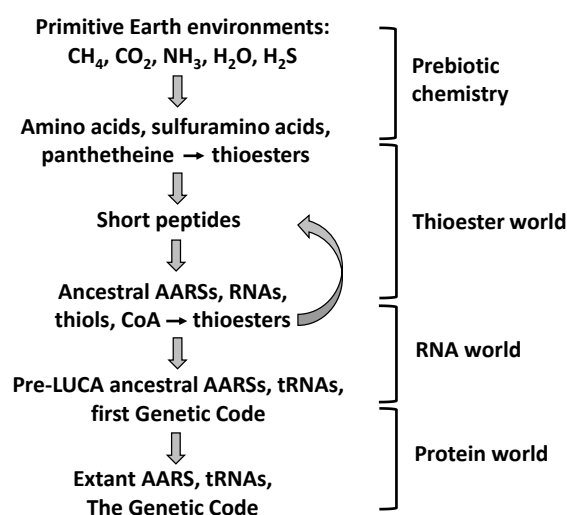 Primitive Earth environments:
CH₄, CO₂, NH₃, H₂O, H₂S
Prebiotic
chemistry
Amino acids, sulfuramino acids,
panthetheine → thioesters
Short peptides
Thioester world
Ancestral AARSs, RNAs,
thiols, CoA → thioesters
RNA world
Pre-LUCA ancestral AARSs, tRNAs,
first Genetic Code
Protein world
Extant AARS, tRNAs,
The Genetic Code